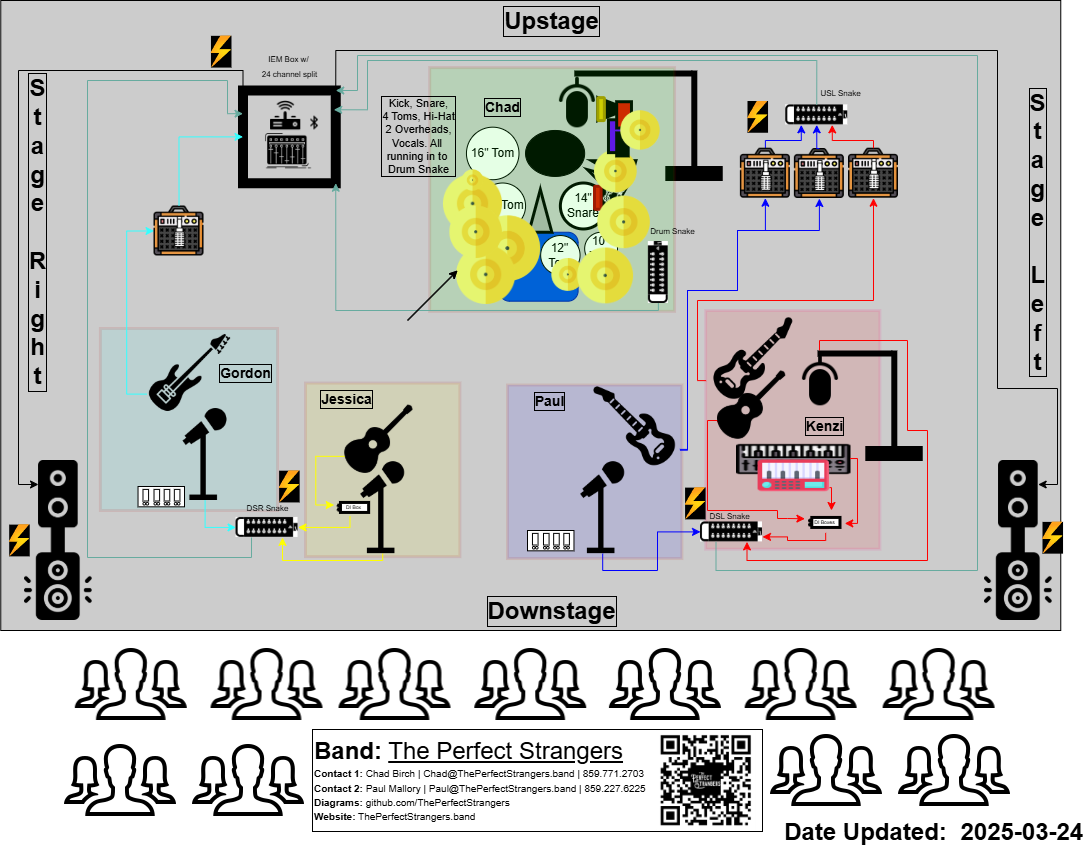 Upstage
IEM Box w/
24 channel split
Stage Right
Kick, Snare,
4 Toms, Hi-Hat
2 Overheads,
Vocals. All
running in to
Drum Snake
Chad
16" Tom
Tom
14"
Snare
12"
10
Drum Snake
USL Snake
Stage Left
Gordon
Jessica
Paul
Kenzi
DI Box
DSR Snake
DSL Snake
DI Boxes
Downstage
Band: The Perfect Strangers
Contact 1: Chad Birch | Chad@ThePerfectStrangers.band | 859.771.2703
Contact 2: Paul Mallory | Paul@ThePerfectStrangers.band | 859.227.6225
Diagrams: github.com/ThePerfectStrangers
Website: ThePerfectStrangers.band
PERFECT
STRANGERS
Date Updated: 2025-03-24